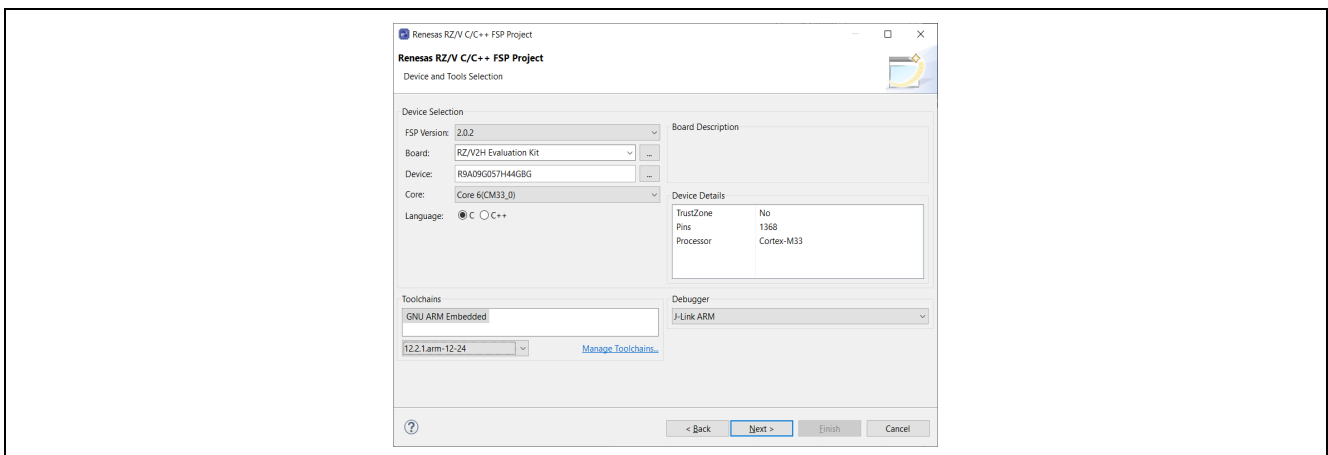 Renesas RZ/V C/C++ FSP Project
Renesas RZ/V C/C++ FSP Project
Device and Tools Selection
Device Selection
FSP Version: 2.0.2
Board: RZ/V2H Evaluation Kit ...
Device: R9A09G057H44GBG ...
Core: Core 6(CM33_0)
Language: C C++
Board Description
Device Details
TrustZone No
Pins 1368
Processor Cortex-M33
Toolchains
GNU ARM Embedded
12.2.1.arm-12-24 Manage Toolchains...
Debugger
J-Link ARM
? < Back Next > Finish Cancel